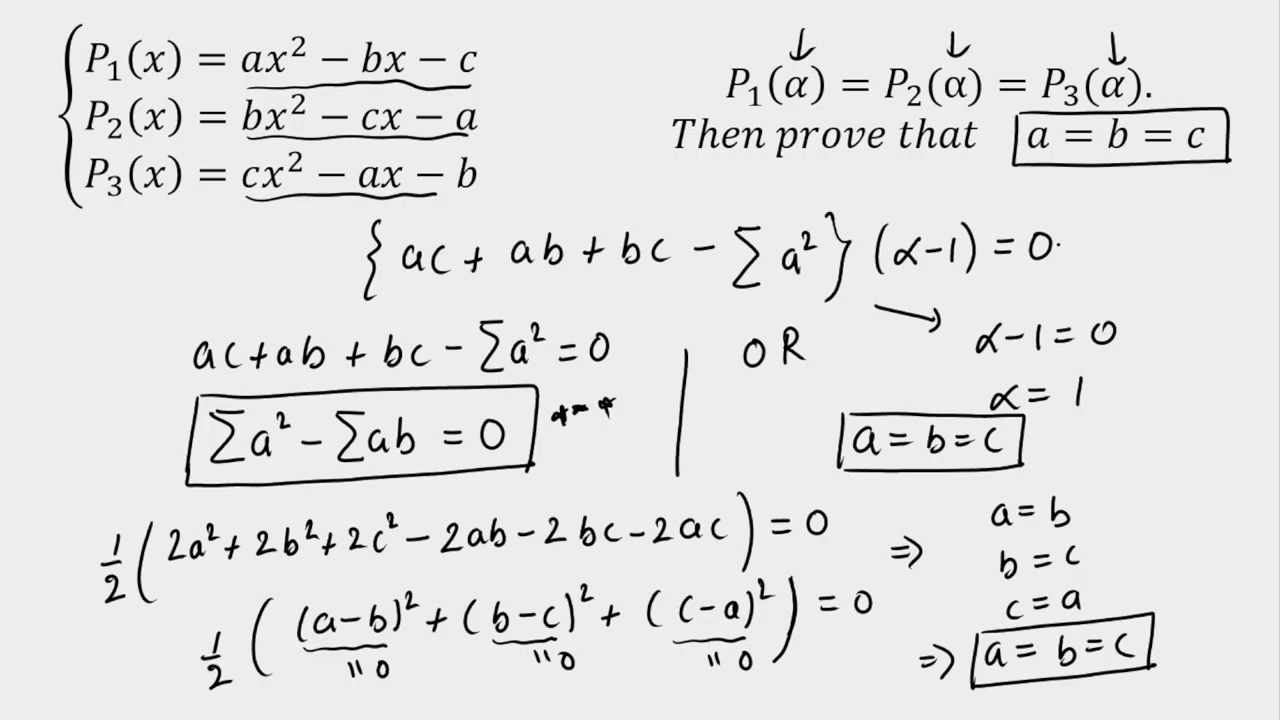 P₁(x) = ax² − bx − c
P₂(x) = bx² − cx − a
P₃(x) = cx² − ax − b
P₁(α) = P₂(α) = P₃(α).
Then prove that a = b = c
{ac + ab + bc − ∑a²} (α−1) = 0.
ac+ab + bc − ∑a² = 0
OR
α−1 = 0
α = 1
a = b = c
∑a² − ∑ab = 0
½ (2a² + 2b² + 2c² − 2ab − 2bc − 2ac) = 0
⇒ a = b
b = c
c = a
½ ((a−b)² + (b−c)² + (c−a)²) = 0
"0 "0 "0
⇒ a = b = c